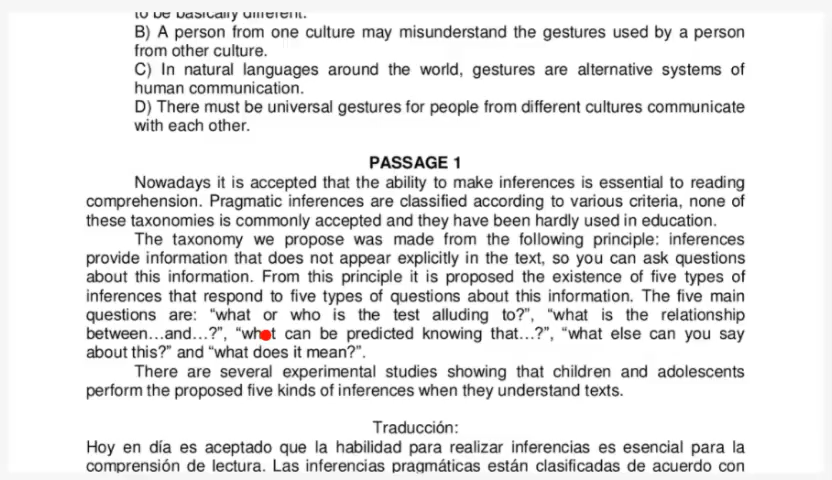 to be basically different.
B) A person from one culture may misunderstand the gestures used by a person
from other culture.
C) In natural languages around the world, gestures are alternative systems of
human communication.
D) There must be universal gestures for people from different cultures communicate
with each other.
PASSAGE 1
Nowadays it is accepted that the ability to make inferences is essential to reading
comprehension. Pragmatic inferences are classified according to various criteria, none of
these taxonomies is commonly accepted and they have been hardly used in education.
The taxonomy we propose was made from the following principle: inferences
provide information that does not appear explicitly in the text, so you can ask questions
about this information. From this principle it is proposed the existence of five types of
inferences that respond to five types of questions about this information. The five main
questions are: “what or who is the test alluding to?”, “what is the relationship
between…and…?”, “what can be predicted knowing that…?”, “what else can you say
about this?” and “what does it mean?”.
There are several experimental studies showing that children and adolescents
perform the proposed five kinds of inferences when they understand texts.
Traducción:
Hoy en día es aceptado que la habilidad para realizar inferencias es esencial para la
comprensión de lectura. Las inferencias pragmáticas están clasificadas de acuerdo con